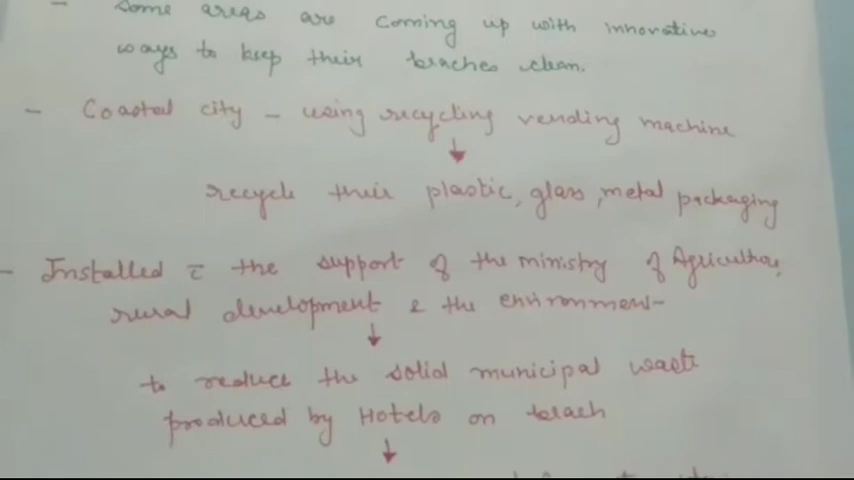 - Some areas are coming up with innovative
ways to keep their beaches clean.
- Coastal city - using recycling vending machine
↓
recycle their plastic, glass, metal packaging
- Installed c̄ the support of the ministry of Agriculture,
rural development & the environment
↓
to reduce the solid municipal waste
produced by Hotels on beach
↓